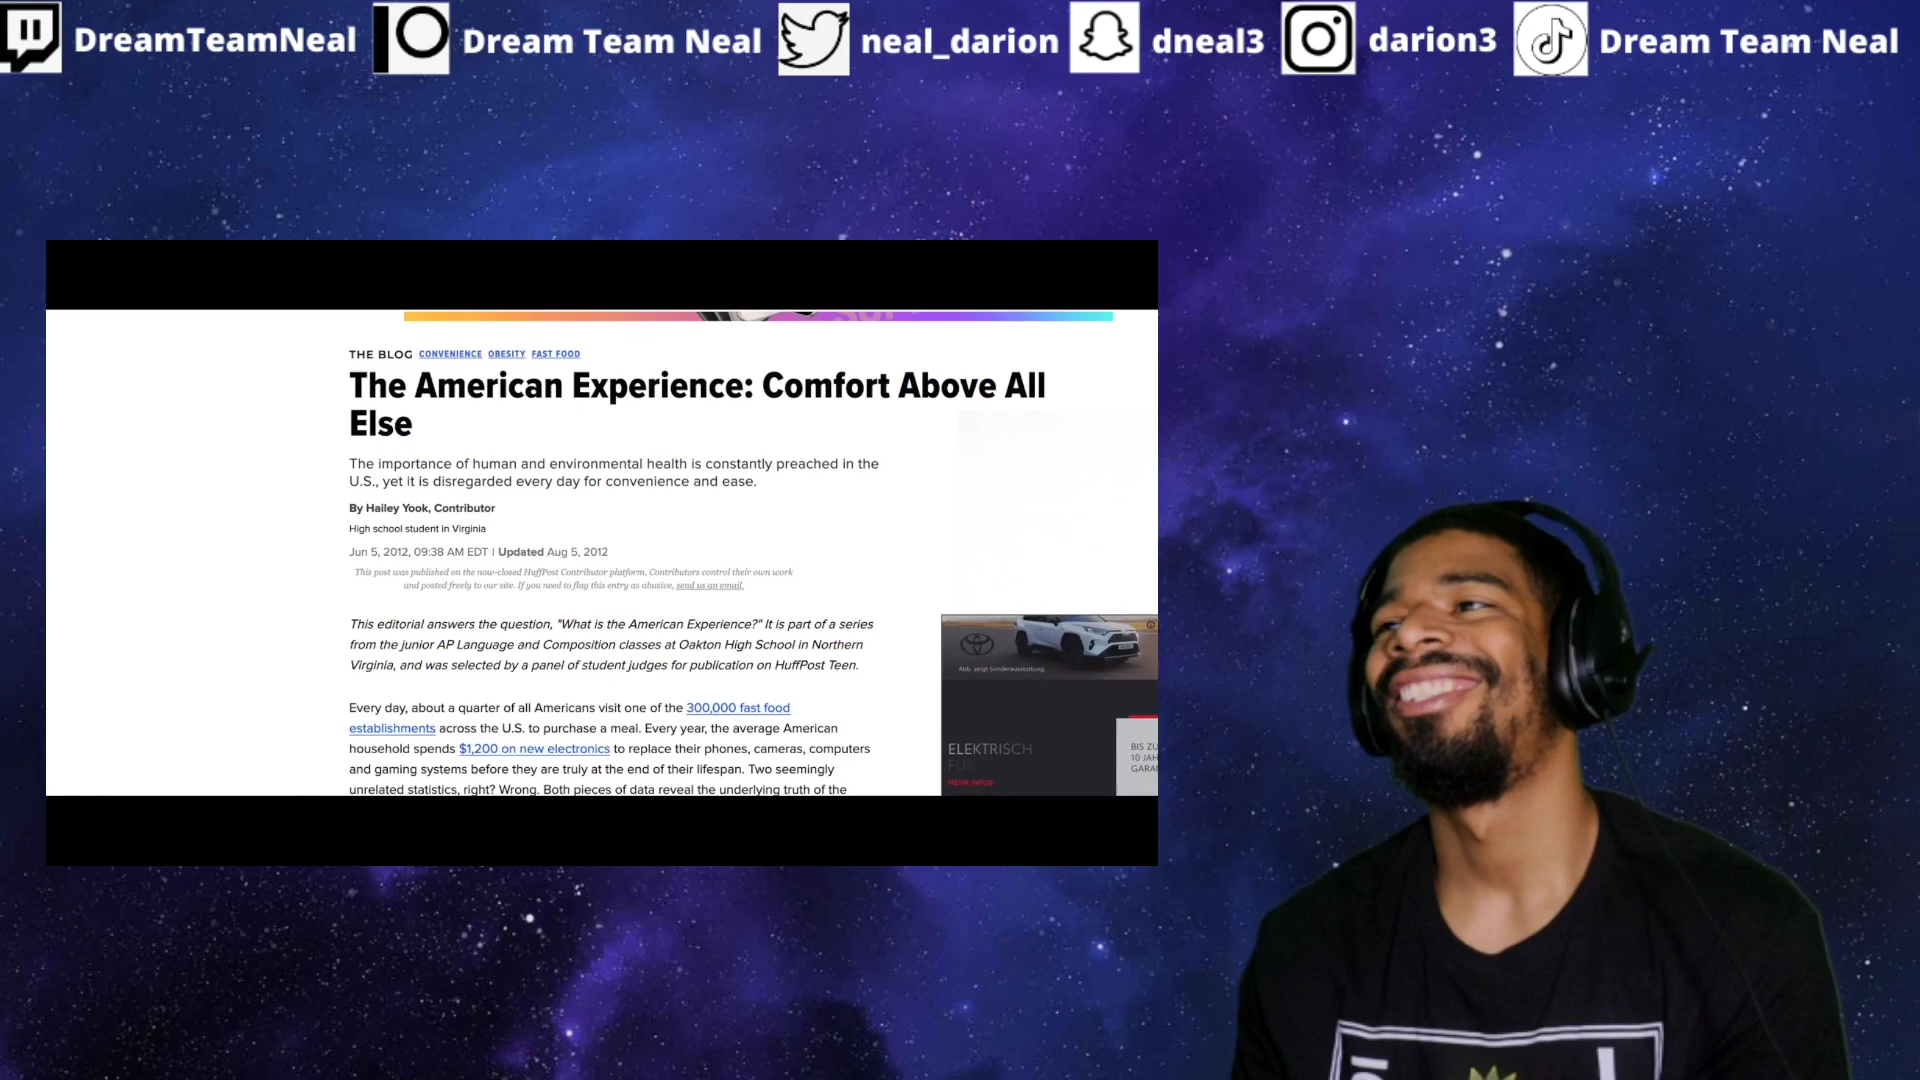 DreamTeamNeal
Dream Team Neal
neal_darion
dneal3
darion3
Dream Team Neal
THE BLOG CONVENIENCE OBESITY FAST FOOD
The American Experience: Comfort Above All
Else
The importance of human and environmental health is constantly preached in the
U.S., yet it is disregarded every day for convenience and ease.
By Hailey Yook, Contributor
High school student in Virginia
Jun 5, 2012, 09:38 AM EDT | Updated Aug 5, 2012
This post was published on the now-closed HuffPost Contributor platform. Contributors control their own work
and posted freely to our site. If you need to flag this entry as abusive, send us an email.
This editorial answers the question, "What is the American Experience?" It is part of a series
from the junior AP Language and Composition classes at Oakton High School in Northern
Virginia, and was selected by a panel of student judges for publication on HuffPost Teen.
Every day, about a quarter of all Americans visit one of the 300,000 fast food
establishments across the U.S. to purchase a meal. Every year, the average American
household spends $1,200 on new electronics to replace their phones, cameras, computers
and gaming systems before they are truly at the end of their lifespan. Two seemingly
unrelated statistics, right? Wrong. Both pieces of data reveal the underlying truth of the
Abb. zeigt Sonderausstattung.
ELEKTRISCH
MEHR INFOS
BIS ZU
10 JAH
GARAN